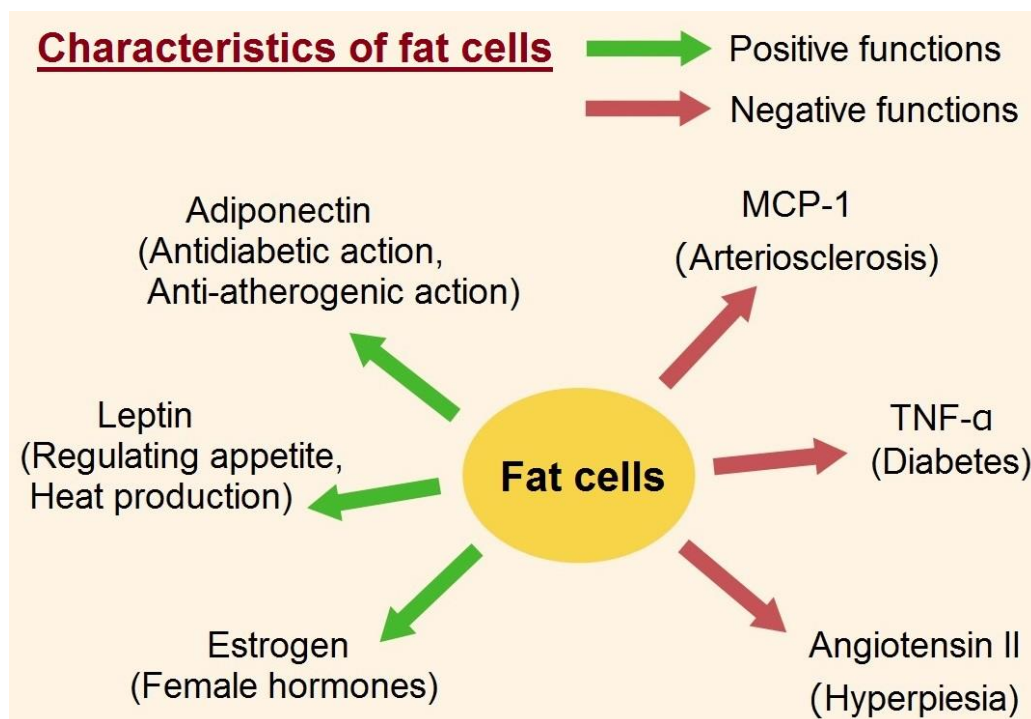 Characteristics of fat cells
Positive functions
Negative functions
Adiponectin
(Antidiabetic action,
Anti-atherogenic action)
MCP-1
(Arteriosclerosis)
Leptin
(Regulating appetite,
Heat production)
Fat cells
TNF-α
(Diabetes)
Estrogen
(Female hormones)
Angiotensin II
(Hyperpiesia)